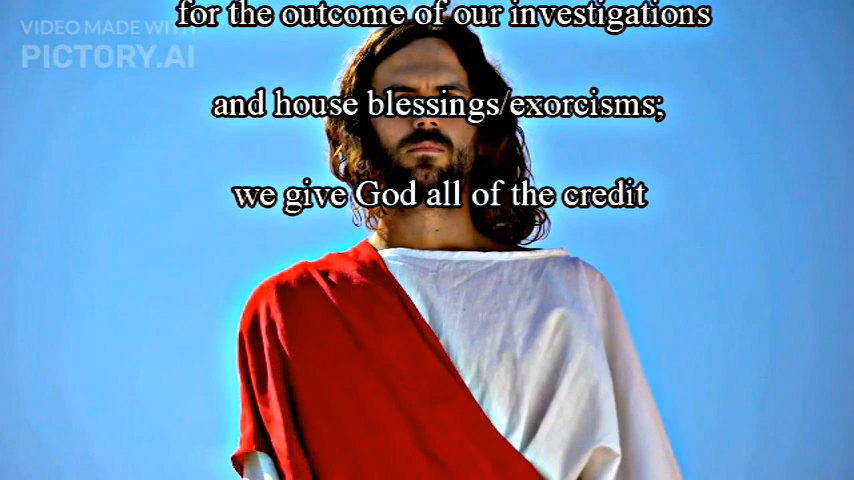 for the outcome of our investigations
VIDEO MADE WITH
PICTORY.AI
and house blessings/exorcisms;
we give God all of the credit